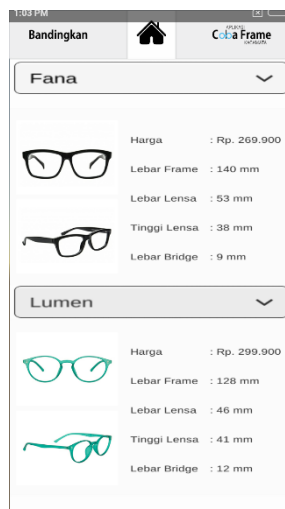 1:03 PM
Bandingkan
APLIKASI
Coba Frame
KACAMATA
Fana
Harga : Rp. 269.900
Lebar Frame : 140 mm
Lebar Lensa : 53 mm
Tinggi Lensa : 38 mm
Lebar Bridge : 9 mm
Lumen
Harga : Rp. 299.900
Lebar Frame : 128 mm
Lebar Lensa : 46 mm
Tinggi Lensa : 41 mm
Lebar Bridge : 12 mm